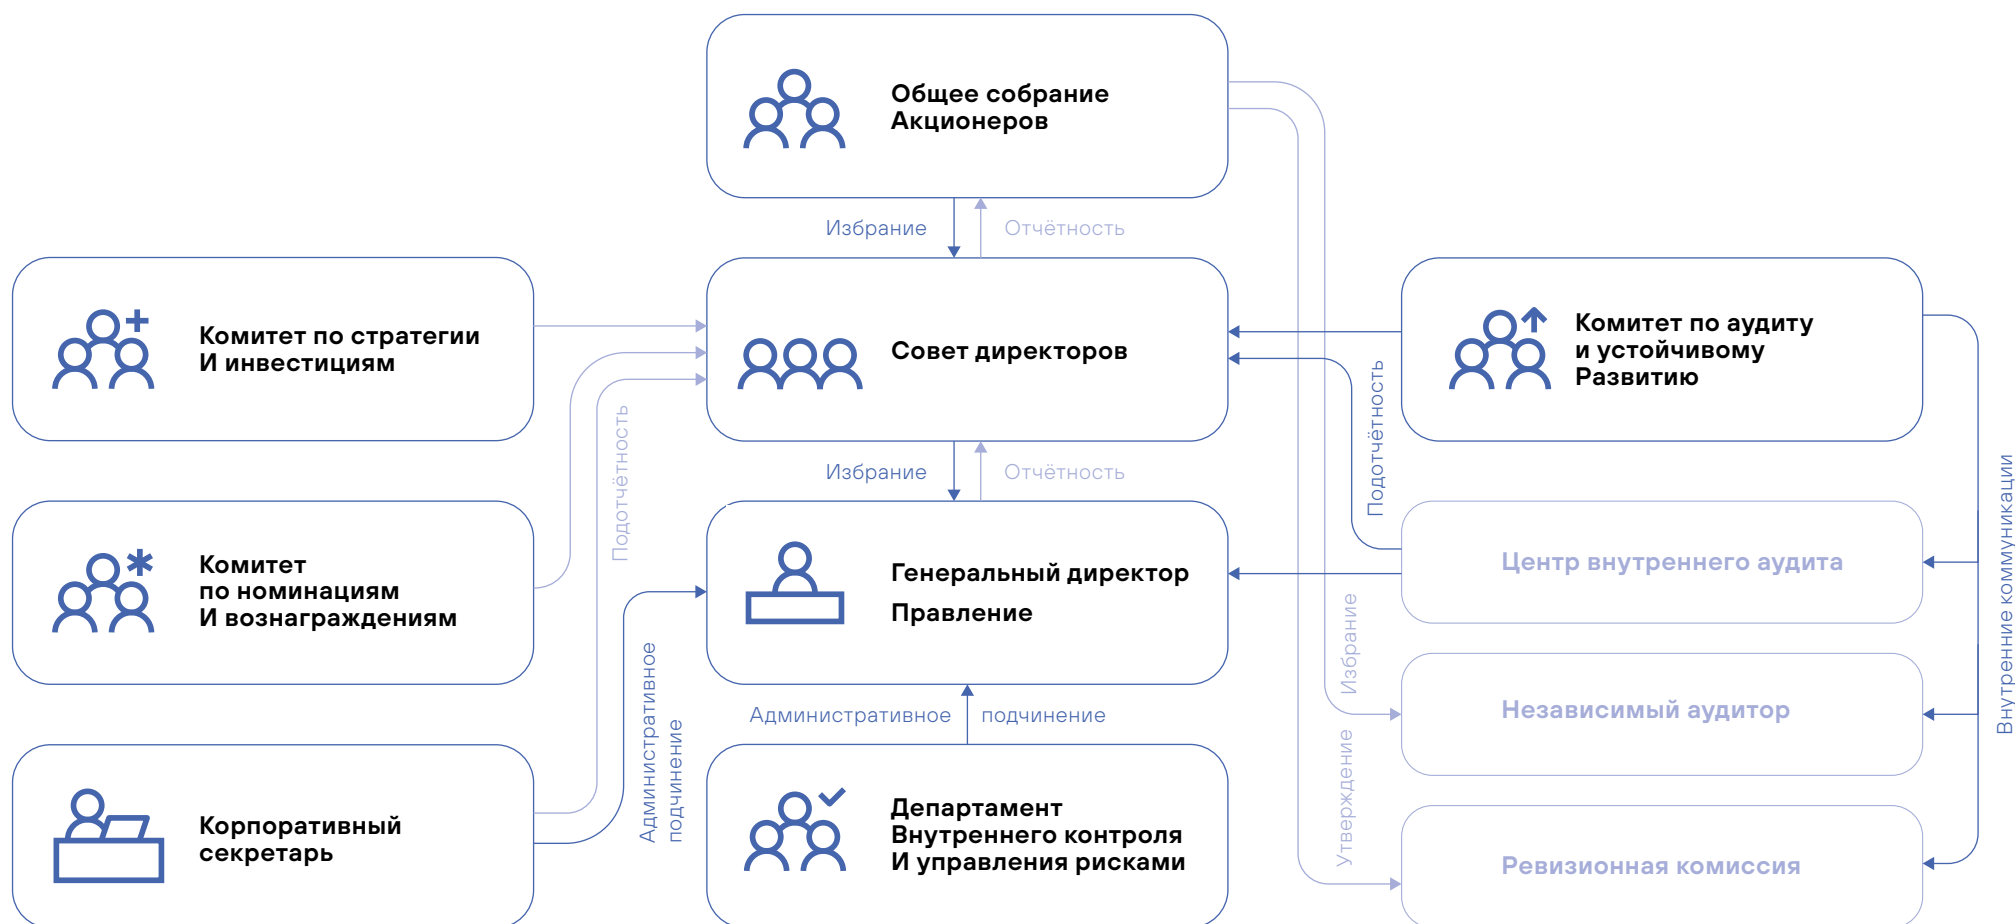 Общее собрание
Акционеров
Избрание
Отчётность
Комитет по стратегии
И инвестициям
Совет директоров
Комитет по аудиту
и устойчивому
Развитию
Подотчётность
Подотчётность
Избрание
Отчётность
Внутренние коммуникации
Комитет
по номинациям
И вознаграждениям
Генеральный директор
Правление
Центр внутреннего аудита
Избрание
Административное
подчинение
Административное подчинение
Независимый аудитор
Утверждение
Корпоративный
секретарь
Департамент
Внутреннего контроля
И управления рисками
Ревизионная комиссия